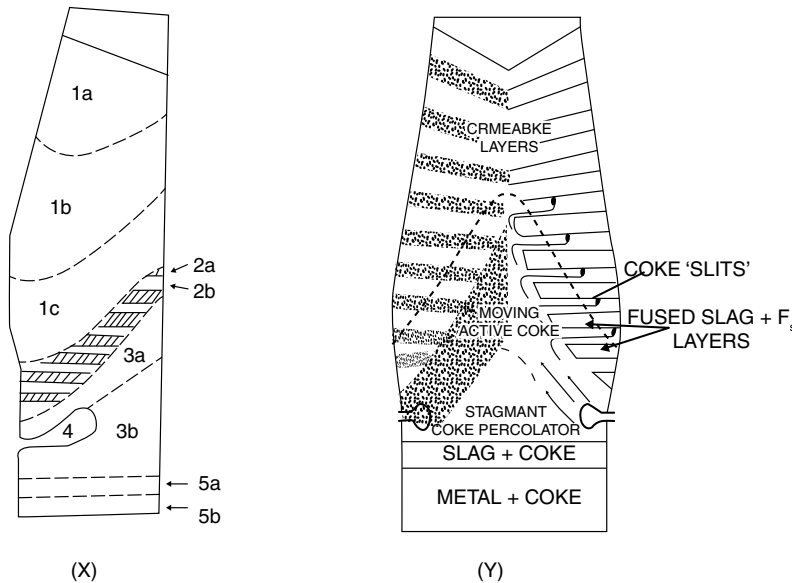 1a
1b
1c
2a
2b
3a
4
3b
5a
5b
(X)
CRMEABKE
LAYERS
COKE ‘SLITS’
MOVING
ACTIVE COKE
FUSED SLAG + Fs
LAYERS
STAGMANT
COKE PERCOLATOR
SLAG + COKE
METAL + COKE
(Y)